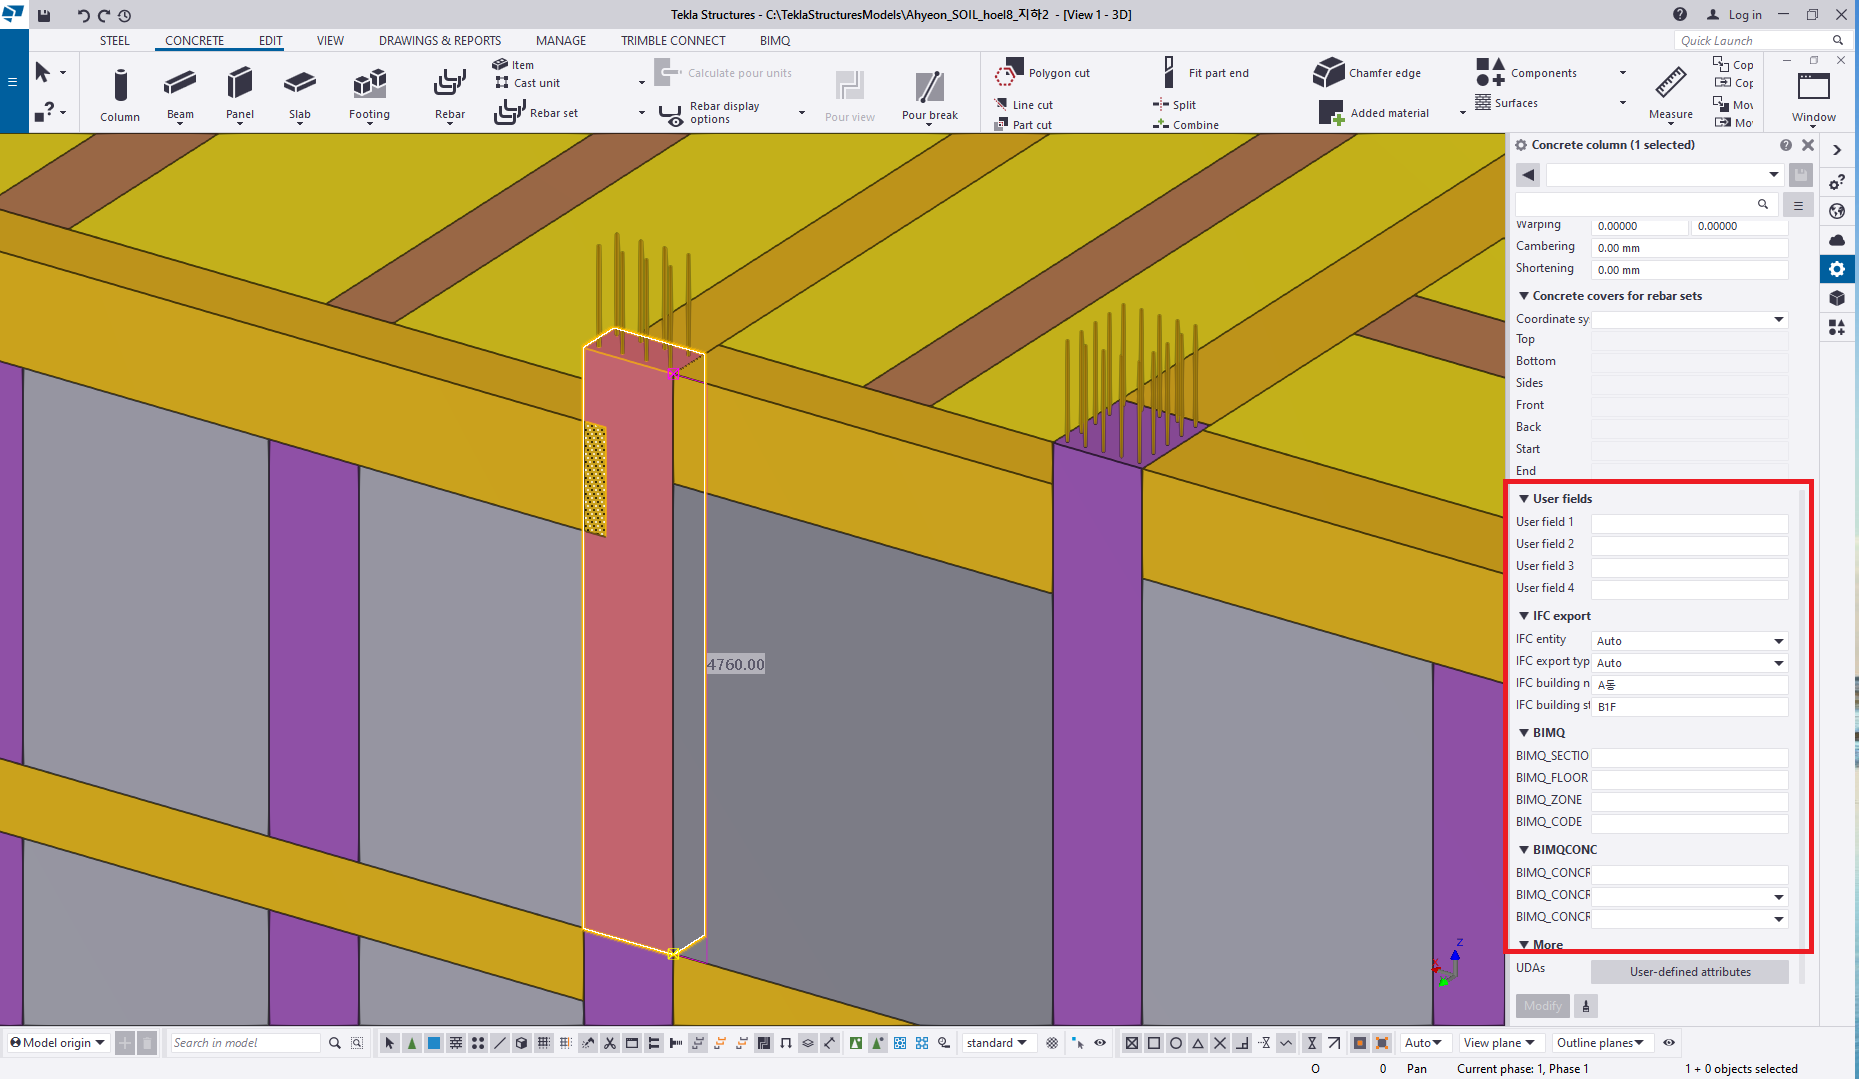 Tekla Structures - C:\TeklaStructuresModels\Ahyeon_SOIL_hoel8_지하2 - [View 1 - 3D]
Log in
STEEL CONCRETE EDIT VIEW DRAWINGS & REPORTS MANAGE TRIMBLE CONNECT BIMQ
Quick Launch
Column
Beam
Panel
Slab
Footing
Rebar
Item
Cast unit
Rebar set
Calculate pour units
Rebar display options
Pour view
Pour break
Polygon cut
Line cut
Part cut
Fit part end
Split
Combine
Chamfer edge
Added material
Components
Surfaces
Measure
Cop
Cop
Mov
Mo
Window
Concrete column (1 selected)
Warping 0.00000 0.00000
Cambering 0.00 mm
Shortening 0.00 mm
Concrete covers for rebar sets
Coordinate sy
Top
Bottom
Sides
Front
Back
Start
End
User fields
User field 1
User field 2
User field 3
User field 4
IFC export
IFC entity Auto
IFC export typ Auto
IFC building n A동
IFC building st B1F
BIMQ
BIMQ_SECTIO
BIMQ_FLOOR
BIMQ_ZONE
BIMQ_CODE
BIMQCONC
BIMQ_CONCR
BIMQ_CONCR
BIMQ_CONCR
More
UDAs User-defined attributes
Modify
4760.00
Z
Model origin
Search in model
standard
Auto
View plane
Outline planes
O 0 Pan Current phase: 1, Phase 1 1 + 0 objects selected